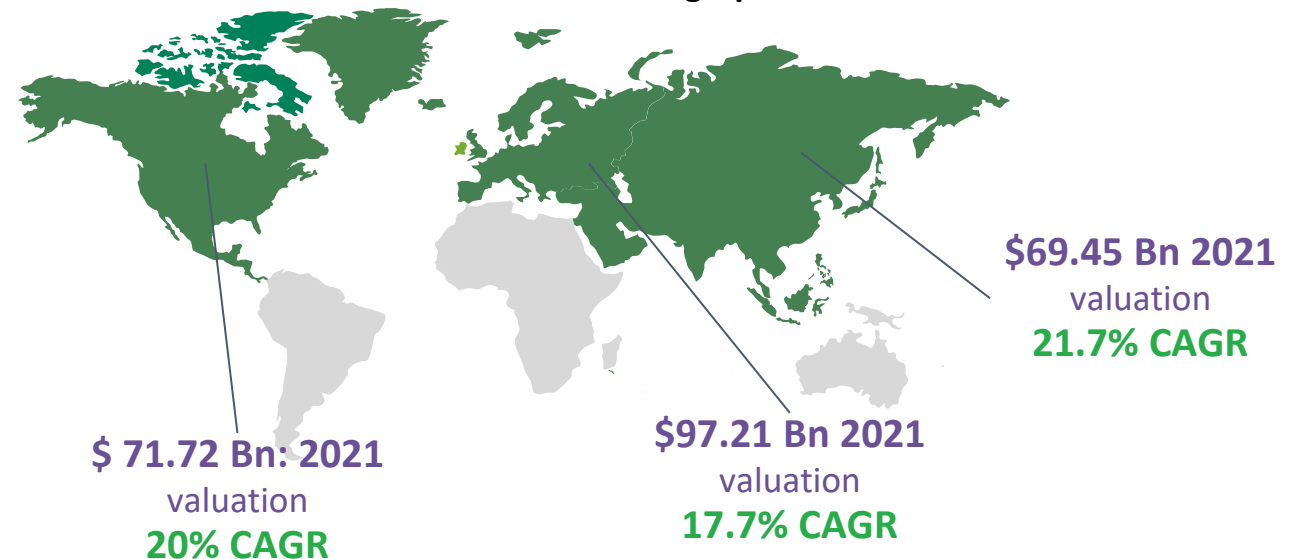 $ 71.72 Bn: 2021
valuation
20% CAGR
$97.21 Bn 2021
valuation
17.7% CAGR
$69.45 Bn 2021
valuation
21.7% CAGR